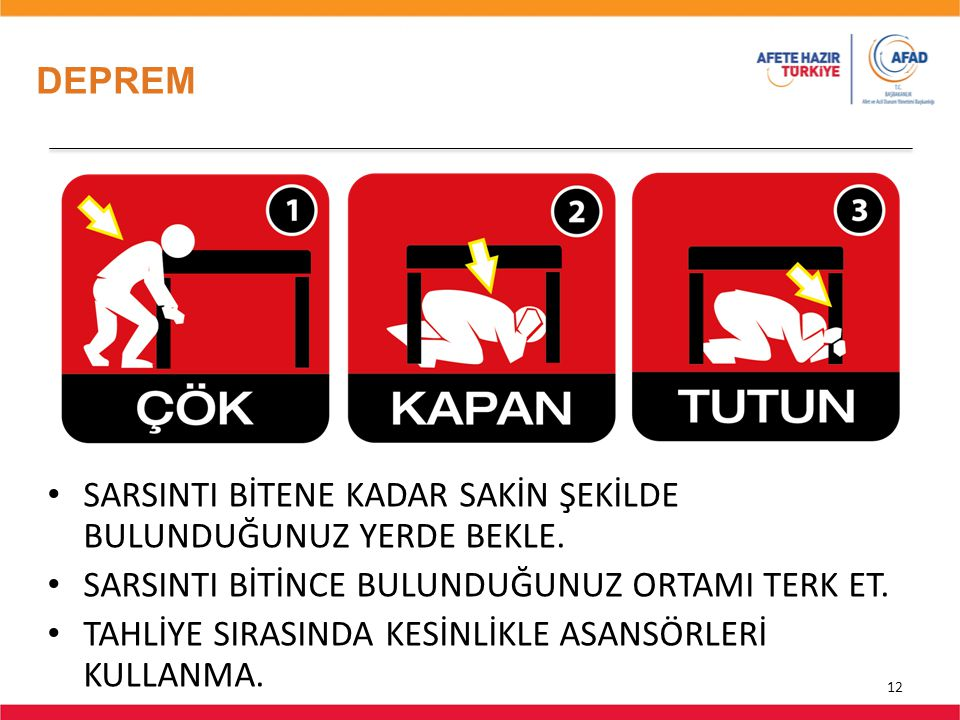 DEPREM
AFETE HAZIR
TÜRKİYE
AFAD
T.C.
BAŞBAKANLIK
Afet ve Acil Durum Yönetimi Başkanlığı
1
2
3
ÇÖK
KAPAN
TUTUN
• SARSINTI BİTENE KADAR SAKİN ŞEKİLDE
BULUNDUĞUNUZ YERDE BEKLE.
• SARSINTI BİTİNCE BULUNDUĞUNUZ ORTAMI TERK ET.
• TAHLİYE SIRASINDA KESİNLİKLE ASANSÖRLERİ
KULLANMA.
12